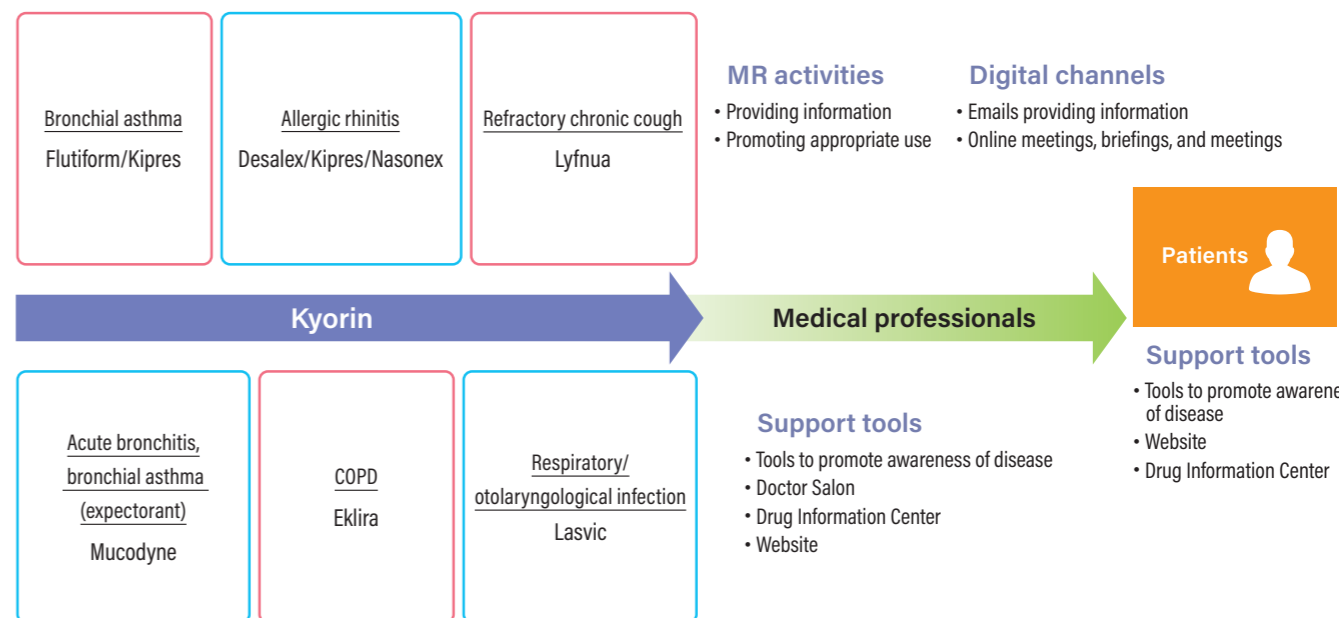 Bronchial asthma
Flutiform/Kipres
Allergic rhinitis
Desalex/Kipres/Nasonex
Refractory chronic cough
Lyfnua
MR activities
• Providing information
• Promoting appropriate use
Digital channels
• Emails providing information
• Online meetings, briefings, and meetings
Kyorin
Medical professionals
Patients
Acute bronchitis,
bronchial asthma
(expectorant)
Mucodyne
COPD
Eklira
Respiratory/
otolaryngological infection
Lasvic
Support tools
• Tools to promote awareness of disease
• Doctor Salon
• Drug Information Center
• Website
Support tools
• Tools to promote awarene
of disease
• Website
• Drug Information Center